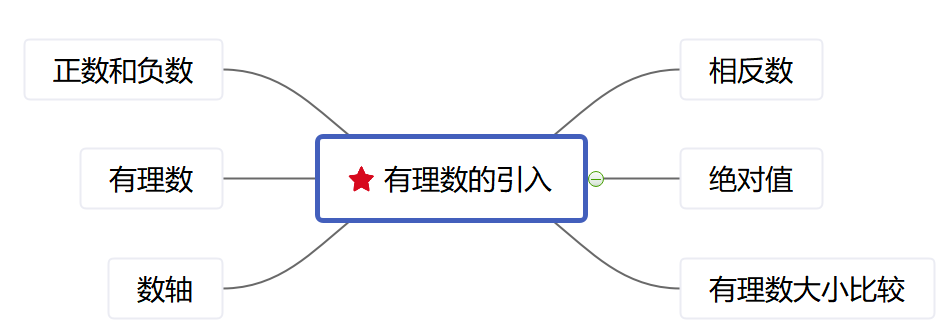 正数和负数
相反数
有理数
有理数的引入
绝对值
数轴
有理数大小比较